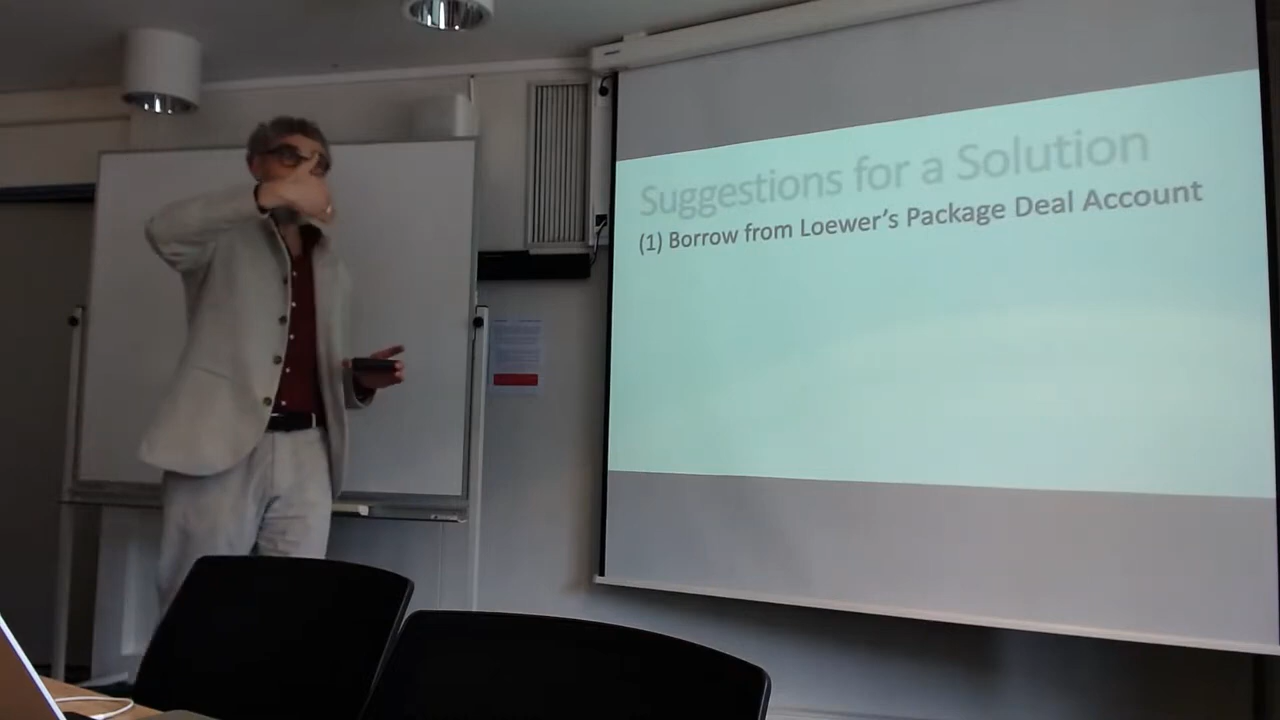 Suggestions for a Solution
(1) Borrow from Loewer's Package Deal Account